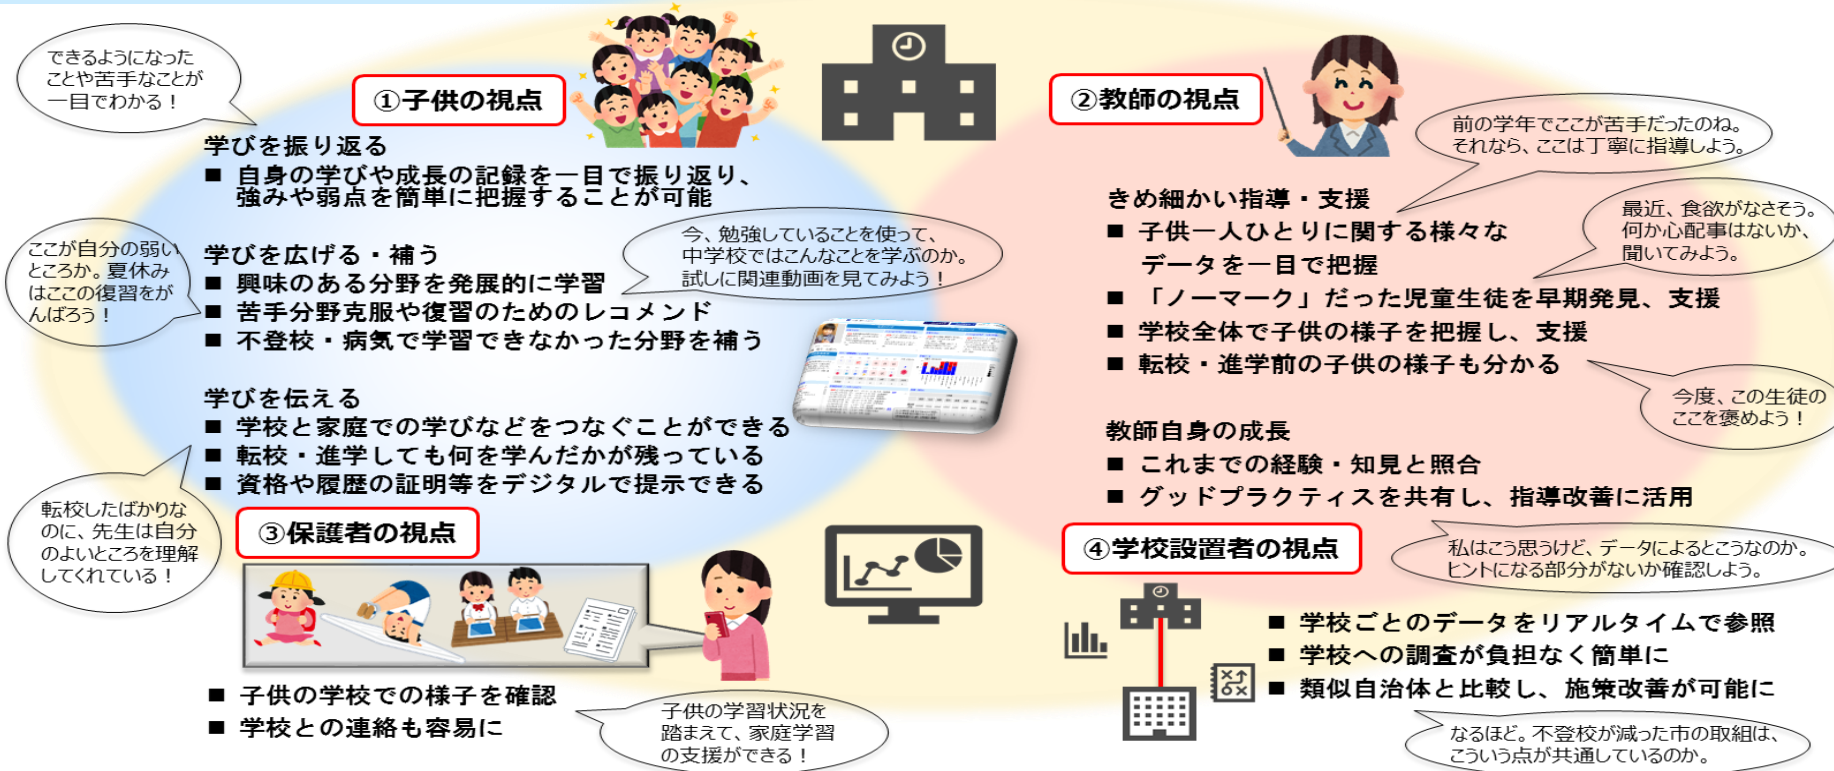 できるようになった
ことや苦手なことが
一目でわかる！
①子供の視点
学びを振り返る
■ 自身の学びや成長の記録を一目で振り返り、
強みや弱点を簡単に把握することが可能
ここが自分の弱い
ところか。夏休み
はここの復習をが
んばろう！
学びを広げる・補う
■ 興味のある分野を発展的に学習
■ 苦手分野克服や復習のためのレコメンド
■ 不登校・病気で学習できなかった分野を補う
今、勉強していることを使って、
中学校ではこんなことを学ぶのか。
試しに関連動画を見てみよう！
学びを伝える
■ 学校と家庭での学びなどをつなぐことができる
■ 転校・進学しても何を学んだかが残っている
■ 資格や履歴の証明等をデジタルで提示できる
転校したばかりな
のに、先生は自分
のよいところを理解
してくれている！
②教師の視点
前の学年でここが苦手だったのね。
それなら、ここは丁寧に指導しよう。
きめ細かい指導・支援
■ 子供一人ひとりに関する様々な
データを一目で把握
■ 「ノーマーク」だった児童生徒を早期発見、支援
■ 学校全体で子供の様子を把握し、支援
■ 転校・進学前の子供の様子も分かる
最近、食欲がなさそう。
何か心配事はないか、
聞いてみよう。
今度、この生徒の
ここを褒めよう！
教師自身の成長
■ これまでの経験・知見と照合
■ グッドプラクティスを共有し、指導改善に活用
私はこう思うけど、データによるとこうなのか。
ヒントになる部分がないか確認しよう。
③保護者の視点
■ 子供の学校での様子を確認
■ 学校との連絡も容易に
子供の学習状況を
踏まえて、家庭学習
の支援ができる！
④学校設置者の視点
■ 学校ごとのデータをリアルタイムで参照
■ 学校への調査が負担なく簡単に
■ 類似自治体と比較し、施策改善が可能に
なるほど。不登校が減った市の取組は、
こういう点が共通しているのか。